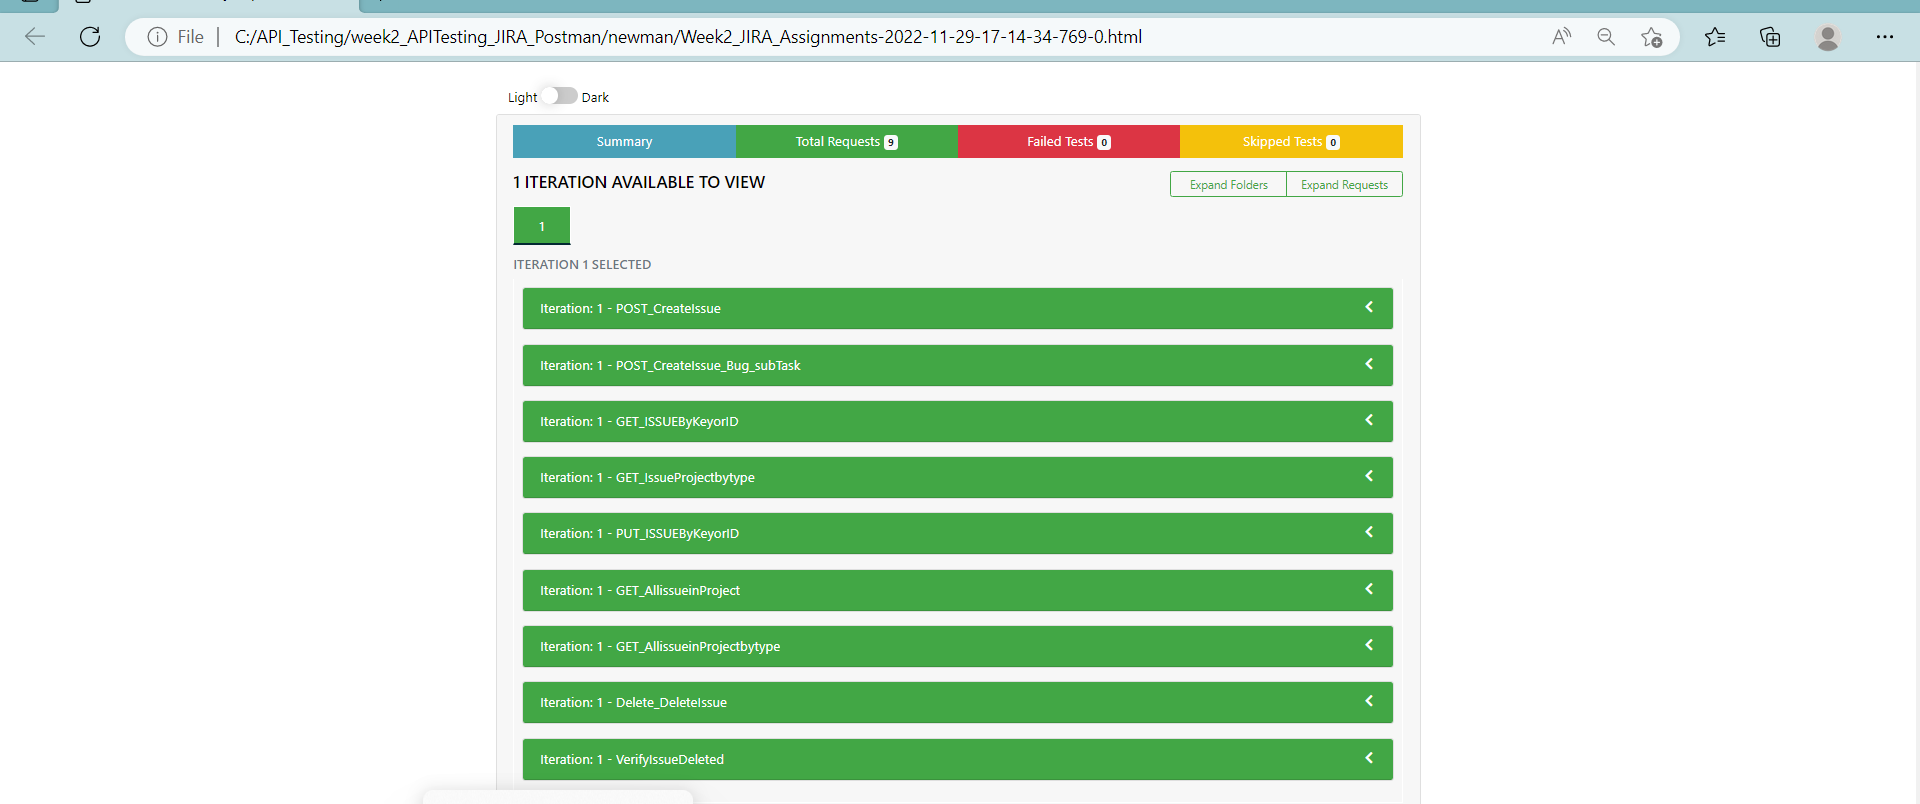 File | C:/API_Testing/week2_APITesting_JIRA_Postman/newman/Week2_JIRA_Assignments-2022-11-29-17-14-34-769-0.html
Light Dark
Summary Total Requests 9 Failed Tests 0 Skipped Tests 0
1 ITERATION AVAILABLE TO VIEW Expand Folders Expand Requests
1
ITERATION 1 SELECTED
Iteration: 1 - POST_CreateIssue
Iteration: 1 - POST_CreateIssue_Bug_subTask
Iteration: 1 - GET_ISSUEByKeyorID
Iteration: 1 - GET_IssueProjectbytype
Iteration: 1 - PUT_ISSUEByKeyorID
Iteration: 1 - GET_AllissueinProject
Iteration: 1 - GET_AllissueinProjectbytype
Iteration: 1 - Delete_DeleteIssue
Iteration: 1 - VerifyIssueDeleted